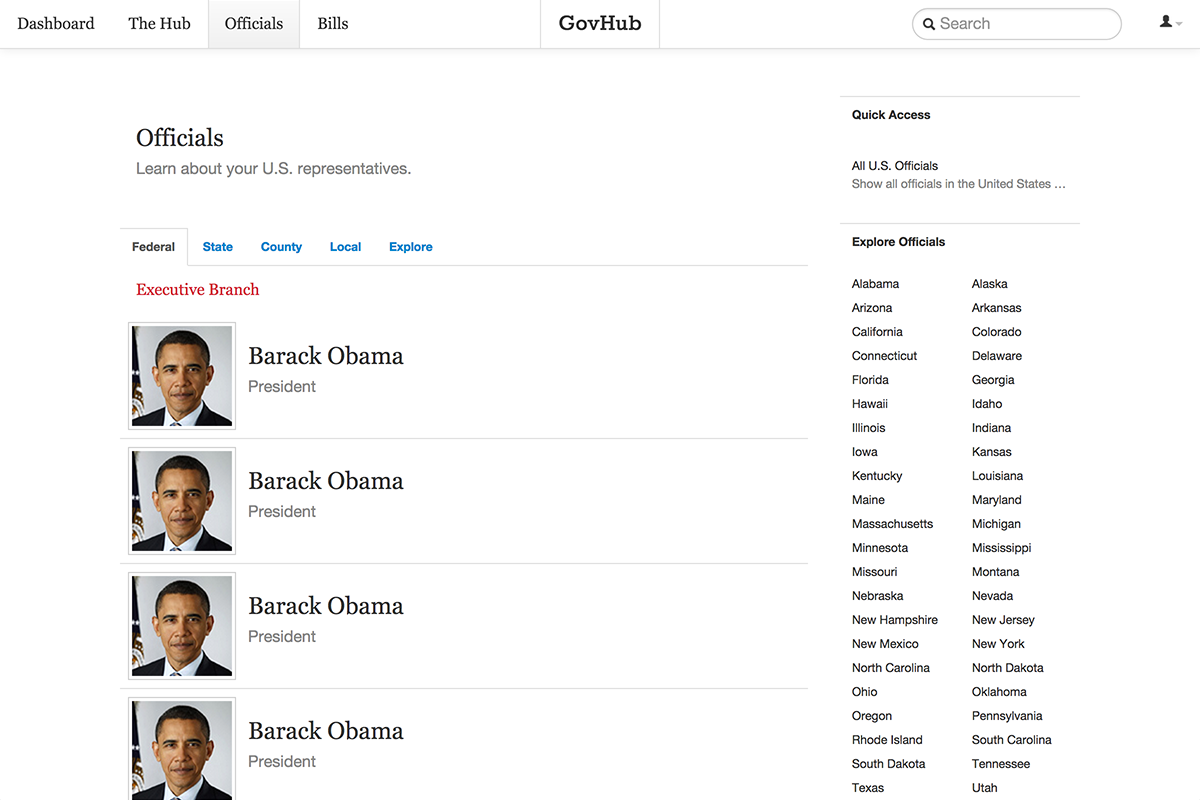 Dashboard The Hub Officials Bills GovHub Search
Officials
Learn about your U.S. representatives.
Federal State County Local Explore
Executive Branch
Barack Obama
President
Barack Obama
President
Barack Obama
President
Barack Obama
President
Quick Access
All U.S. Officials
Show all officials in the United States ...
Explore Officials
Alabama Alaska
Arizona Arkansas
California Colorado
Connecticut Delaware
Florida Georgia
Hawaii Idaho
Illinois Indiana
Iowa Kansas
Kentucky Louisiana
Maine Maryland
Massachusetts Michigan
Minnesota Mississippi
Missouri Montana
Nebraska Nevada
New Hampshire New Jersey
New Mexico New York
North Carolina North Dakota
Ohio Oklahoma
Oregon Pennsylvania
Rhode Island South Carolina
South Dakota Tennessee
Texas Utah